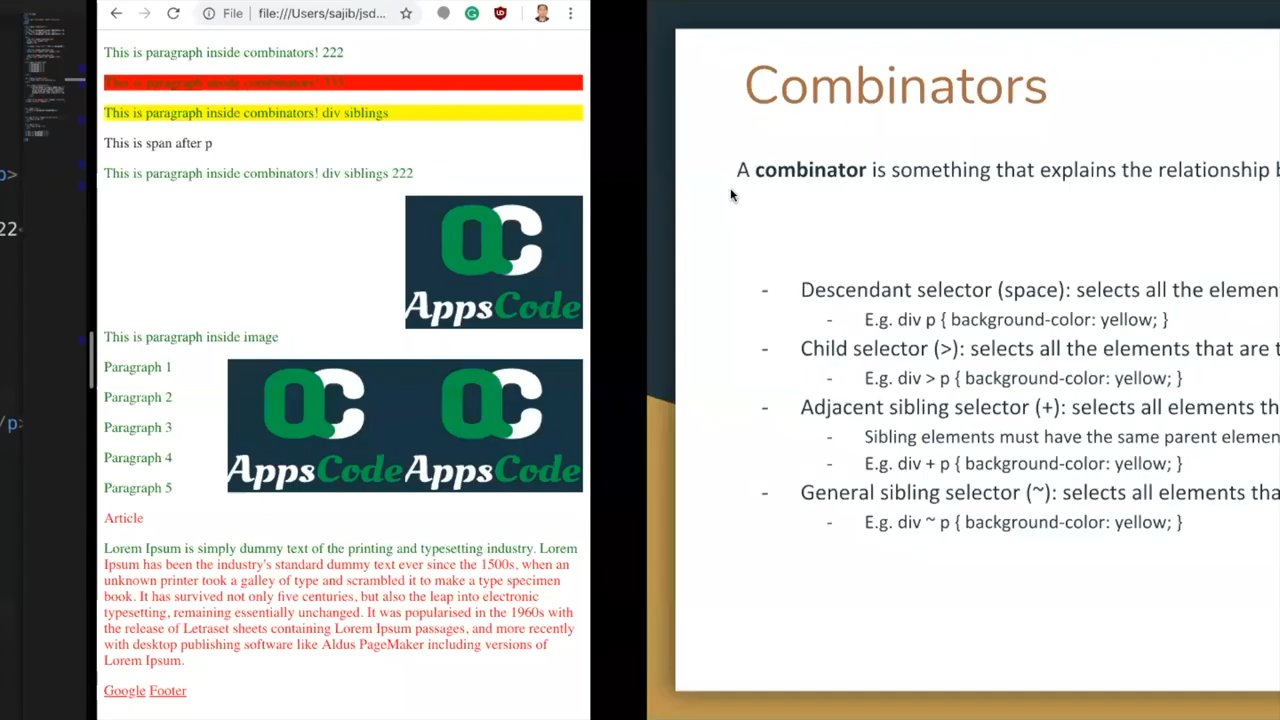 File
file:///Users/sajib/jsd...
This is paragraph inside combinators! 222
This is paragraph inside combinators! 333
This is paragraph inside combinators! div siblings
This is span after p
This is paragraph inside combinators! div siblings 222
QC
AppsCode
This is paragraph inside image
Paragraph 1
Paragraph 2
Paragraph 3
Paragraph 4
Paragraph 5
QC QC
AppsCode AppsCode
Article
Lorem Ipsum is simply dummy text of the printing and typesetting industry. Lorem
Ipsum has been the industry's standard dummy text ever since the 1500s, when an
unknown printer took a galley of type and scrambled it to make a type specimen
book. It has survived not only five centuries, but also the leap into electronic
typesetting, remaining essentially unchanged. It was popularised in the 1960s with
the release of Letraset sheets containing Lorem Ipsum passages, and more recently
with desktop publishing software like Aldus PageMaker including versions of
Lorem Ipsum.
Google Footer
p>
22<
/p>
Combinators
A combinator is something that explains the relationship b
- Descendant selector (space): selects all the elemen
- E.g. div p { background-color: yellow; }
- Child selector (>): selects all the elements that are t
- E.g. div > p { background-color: yellow; }
- Adjacent sibling selector (+): selects all elements th
- Sibling elements must have the same parent elemen
- E.g. div + p { background-color: yellow; }
- General sibling selector (~): selects all elements tha
- E.g. div ~ p { background-color: yellow; }